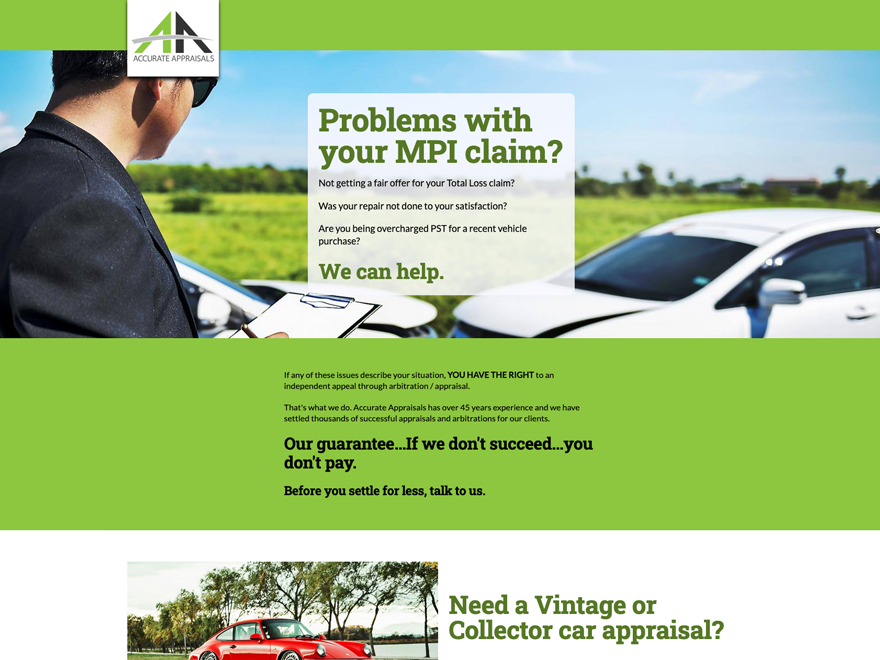 ACCURATE APPRAISALS
Problems with
your MPI claim?
Not getting a fair offer for your Total Loss claim?
Was your repair not done to your satisfaction?
Are you being overcharged PST for a recent vehicle
purchase?
We can help.
If any of these issues describe your situation, YOU HAVE THE RIGHT to an
independent appeal through arbitration / appraisal.
That's what we do. Accurate Appraisals has over 45 years experience and we have
settled thousands of successful appraisals and arbitrations for our clients.
Our guarantee...If we don't succeed...you
don't pay.
Before you settle for less, talk to us.
Need a Vintage or
Collector car appraisal?